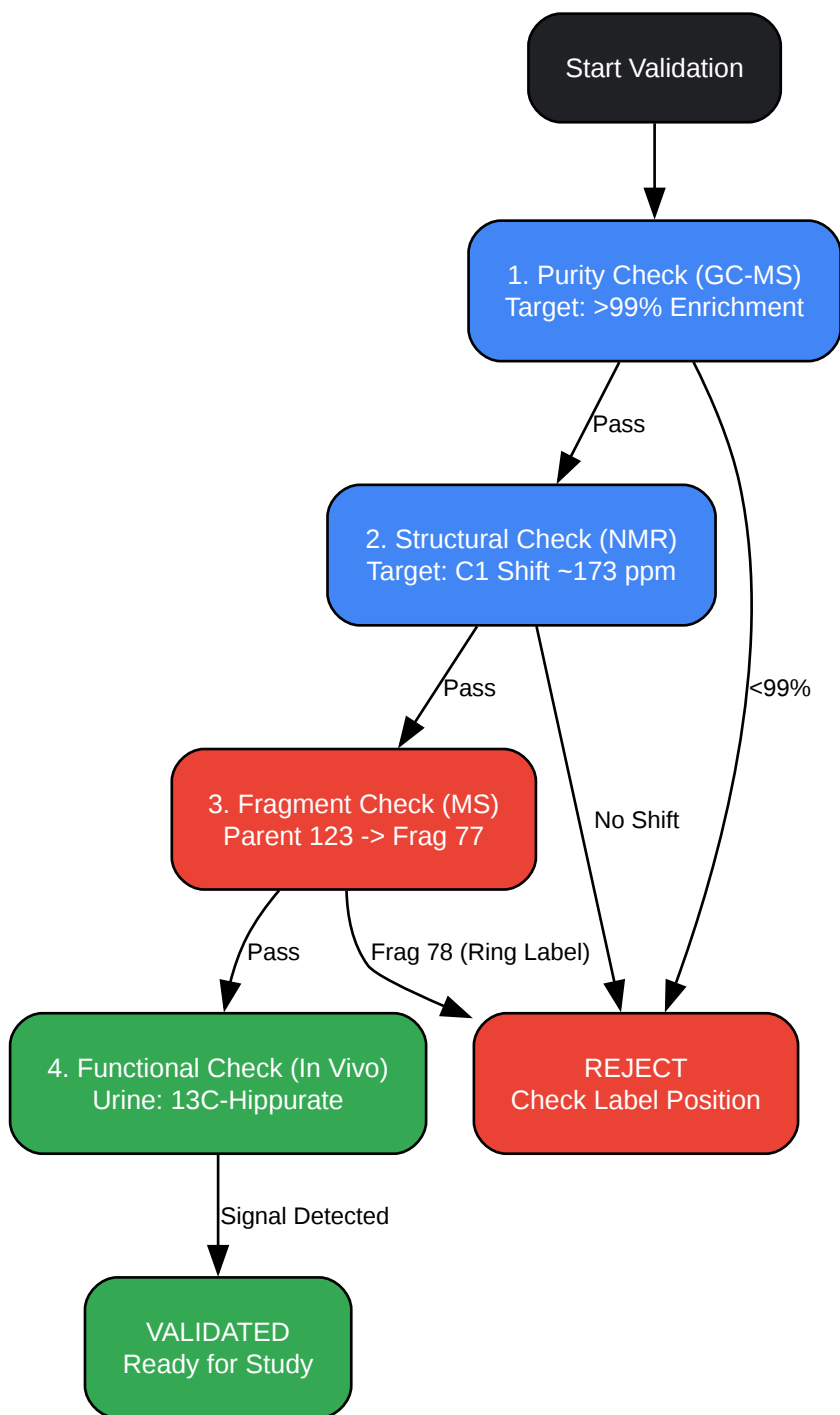 Start Validation
1. Purity Check (GC-MS)
Target: >99% Enrichment
Pass
2. Structural Check (NMR)
Target: C1 Shift ~173 ppm
<99%
Pass
3. Fragment Check (MS)
Parent 123 -> Frag 77
No Shift
Pass
Frag 78 (Ring Label)
4. Functional Check (In Vivo)
Urine: 13C-Hippurate
REJECT
Check Label Position
Signal Detected
VALIDATED
Ready for Study